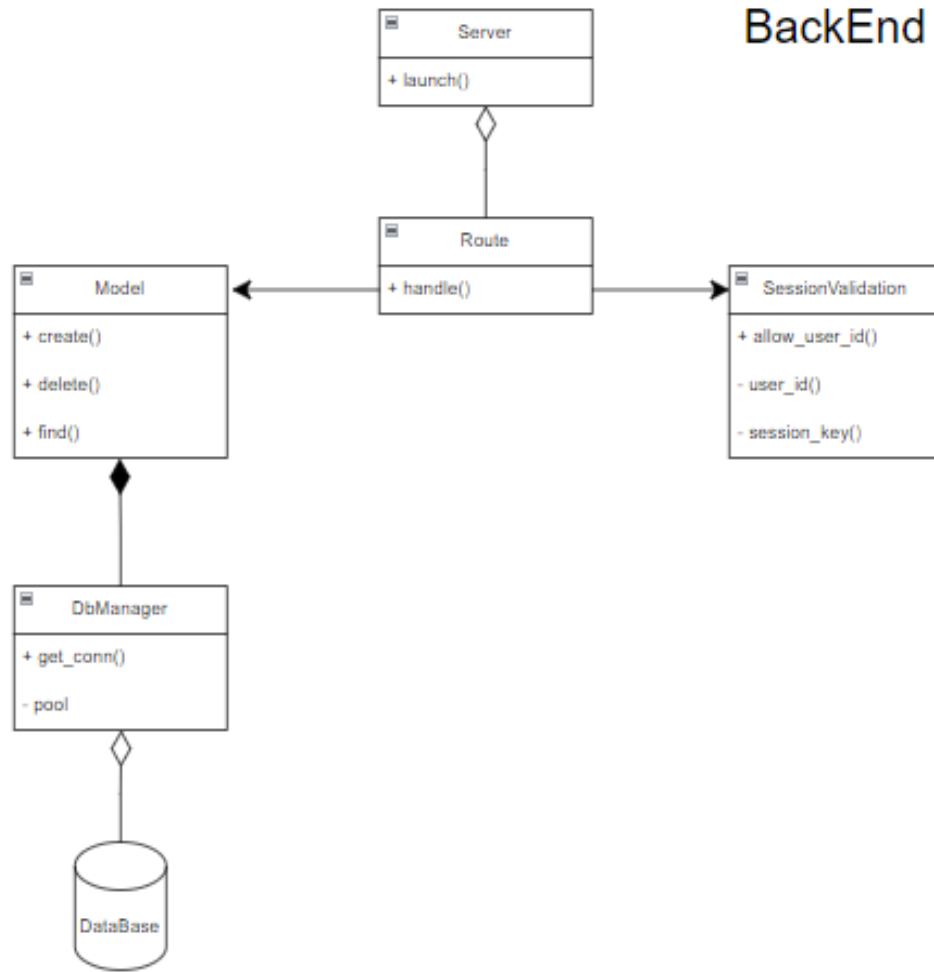 BackEnd
Server
+ launch()
Route
+ handle()
Model
+ create()
+ delete()
+ find()
SessionValidation
+ allow_user_id()
- user_id()
- session_key()
DbManager
+ get_conn()
- pool
DataBase